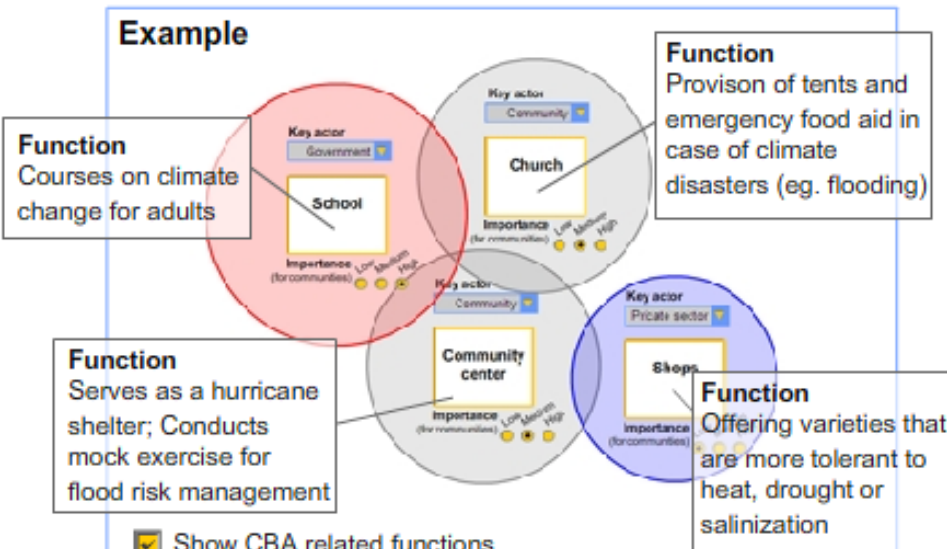 Example
Function
Provison of tents and
emergency food aid in
case of climate
disasters (eg. flooding)
Key actor
Community
Church
Importance
(for communities)
Low Medium High
Function
Courses on climate
change for adults
Key actor
Government
School
Importance
(for communties)
Low Medium High
Key actor
Community
Community
center
Importance
(for communities)
Low Medium High
Function
Serves as a hurricane
shelter; Conducts
mock exercise for
flood risk management
Key actor
Pricate sector
Shops
Importance
(for communties)
Function
Offering varieties that
are more tolerant to
heat, drought or
salinization
Show CBA related functions